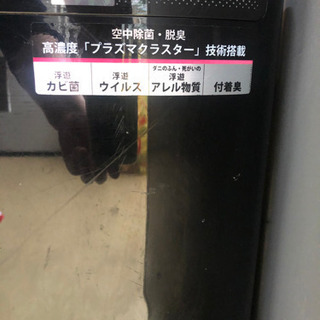 空中除菌・脱臭
高濃度「プラズマクラスター」技術搭載
浮遊
カビ菌
浮遊
ウイルス
ダニのふん・死がいの
浮遊
アレル物質
付着臭